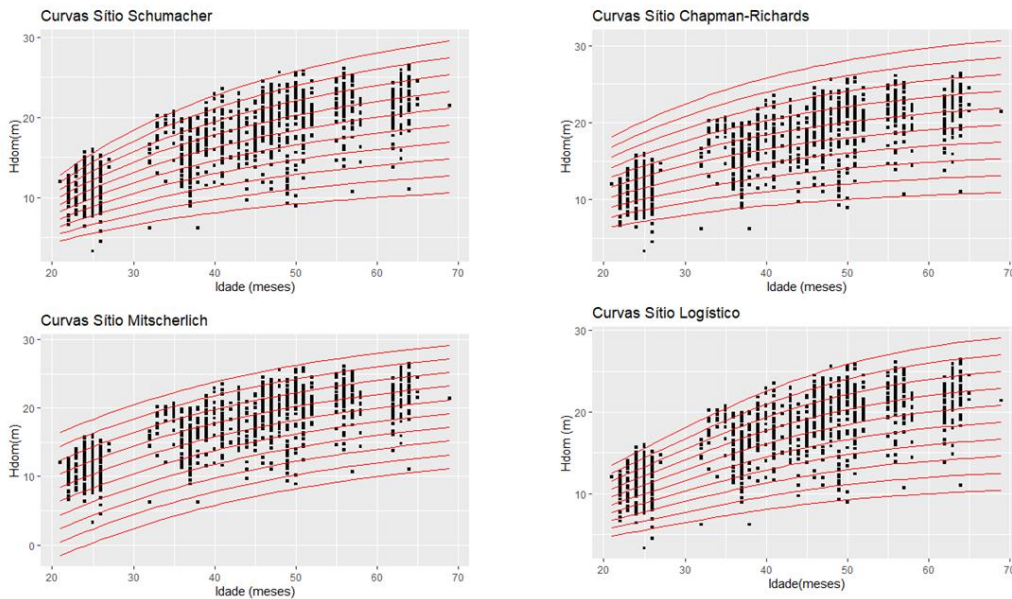 Curvas Sítio Schumacher
30
20
10
Hdom(m)
20 30 40 50 60 70
Idade (meses)
Curvas Sítio Chapman-Richards
30
20
10
Hdom(m)
20 30 40 50 60 70
Idade (meses)
Curvas Sítio Mitscherlich
30
20
10
0
Hdom(m)
20 30 40 50 60 70
Idade (meses)
Curvas Sítio Logístico
30
20
10
Hdom(m)
20 30 40 50 60 70
Idade(meses)